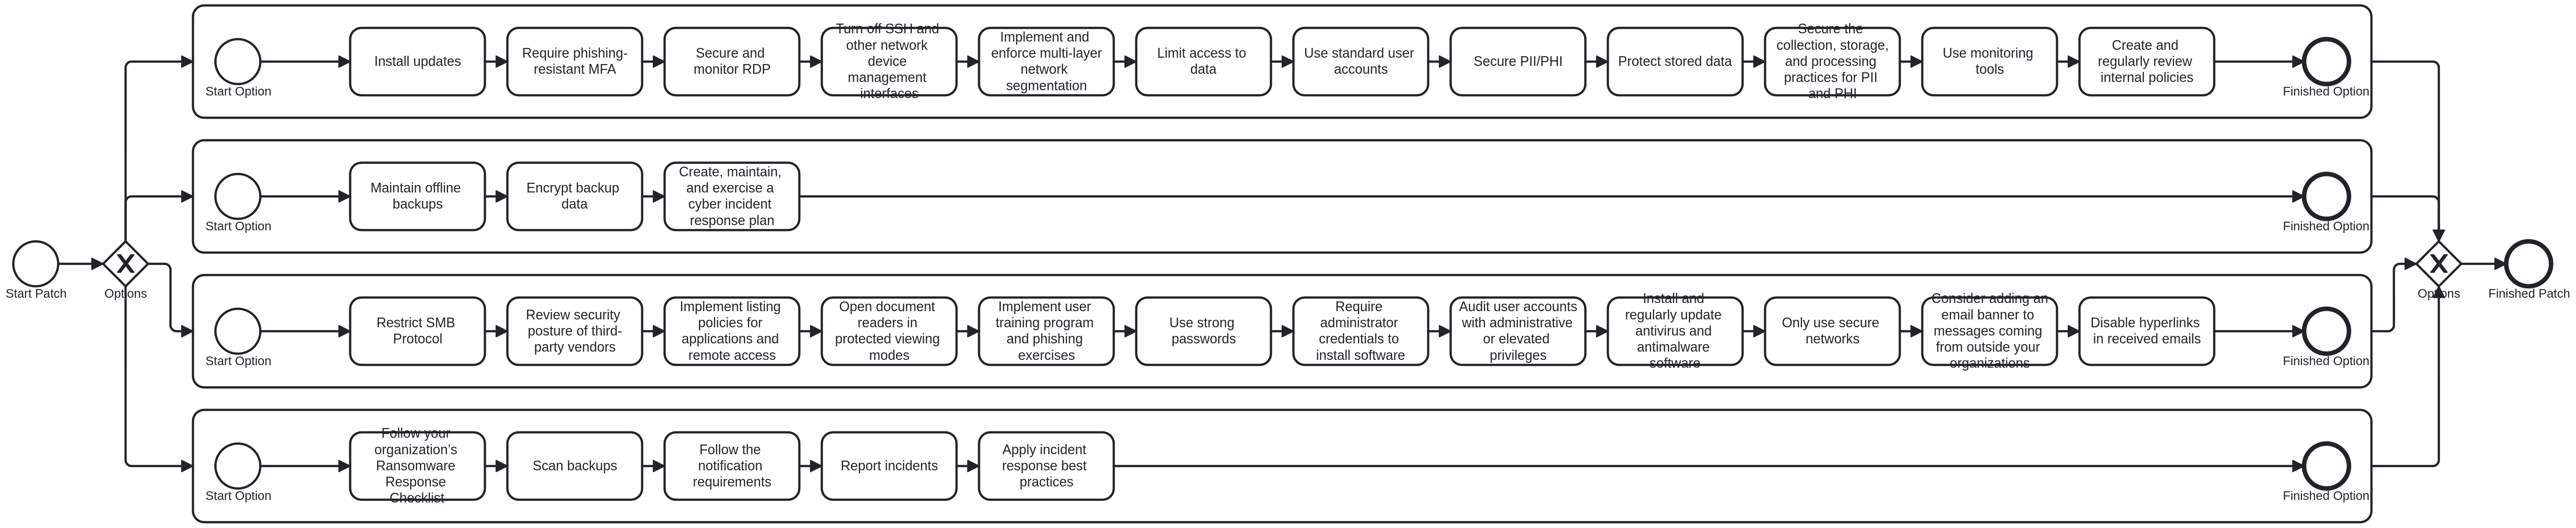 Start Option
Install updates
Require phishing-
resistant MFA
Secure and
monitor RDP
Turn off SSH and
other network
device
management
interfaces
Implement and
enforce multi-layer
network
segmentation
Limit access to
data
Use standard user
accounts
Secure PII/PHI
Protect stored data
Secure the
collection, storage,
and processing
practices for PII
and PHI
Use monitoring
tools
Create and
regularly review
internal policies
Finished Option
Start Option
Maintain offline
backups
Encrypt backup
data
Create, maintain,
and exercise a
cyber incident
response plan
Finished Option
Start Patch
Options
Start Option
Restrict SMB
Protocol
Review security
posture of third-
party vendors
Implement listing
policies for
applications and
remote access
Open document
readers in
protected viewing
modes
Implement user
training program
and phishing
exercises
Use strong
passwords
Require
administrator
credentials to
install software
Audit user accounts
with administrative
or elevated
privileges
Install and
regularly update
antivirus and
antimalware
software
Only use secure
networks
Consider adding an
email banner to
messages coming
from outside your
organizations
Disable hyperlinks
in received emails
Finished Option
Options
Finished Patch
Start Option
Follow your
organization’s
Ransomware
Response
Checklist
Scan backups
Follow the
notification
requirements
Report incidents
Apply incident
response best
practices
Finished Option